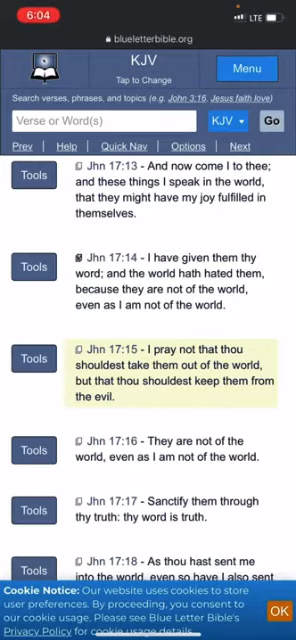 6:04
LTE
blueletterbible.org
KJV
Tap to Change
Menu
Search verses, phrases, and topics (e.g. John 3:16, Jesus faith love)
Verse or Word(s)
KJV
Go
Prev | Help | Quick Nav | Options | Next
Tools
Jhn 17:13 - And now come I to thee;
and these things I speak in the world,
that they might have my joy fulfilled in
themselves.
Tools
Jhn 17:14 - I have given them thy
word; and the world hath hated them,
because they are not of the world,
even as I am not of the world.
Tools
Jhn 17:15 - I pray not that thou
shouldest take them out of the world,
but that thou shouldest keep them from
the evil.
Tools
Jhn 17:16 - They are not of the
world, even as I am not of the world.
Tools
Jhn 17:17 - Sanctify them through
thy truth: thy word is truth.
Tools
Jhn 17:18 - As thou hast sent me
into the world, even so have I also sent
Cookie Notice: Our website uses cookies to store
user preferences. By proceeding, you consent to
our cookie usage. Please see Blue Letter Bible's
Privacy Policy for cookie usage details.
OK